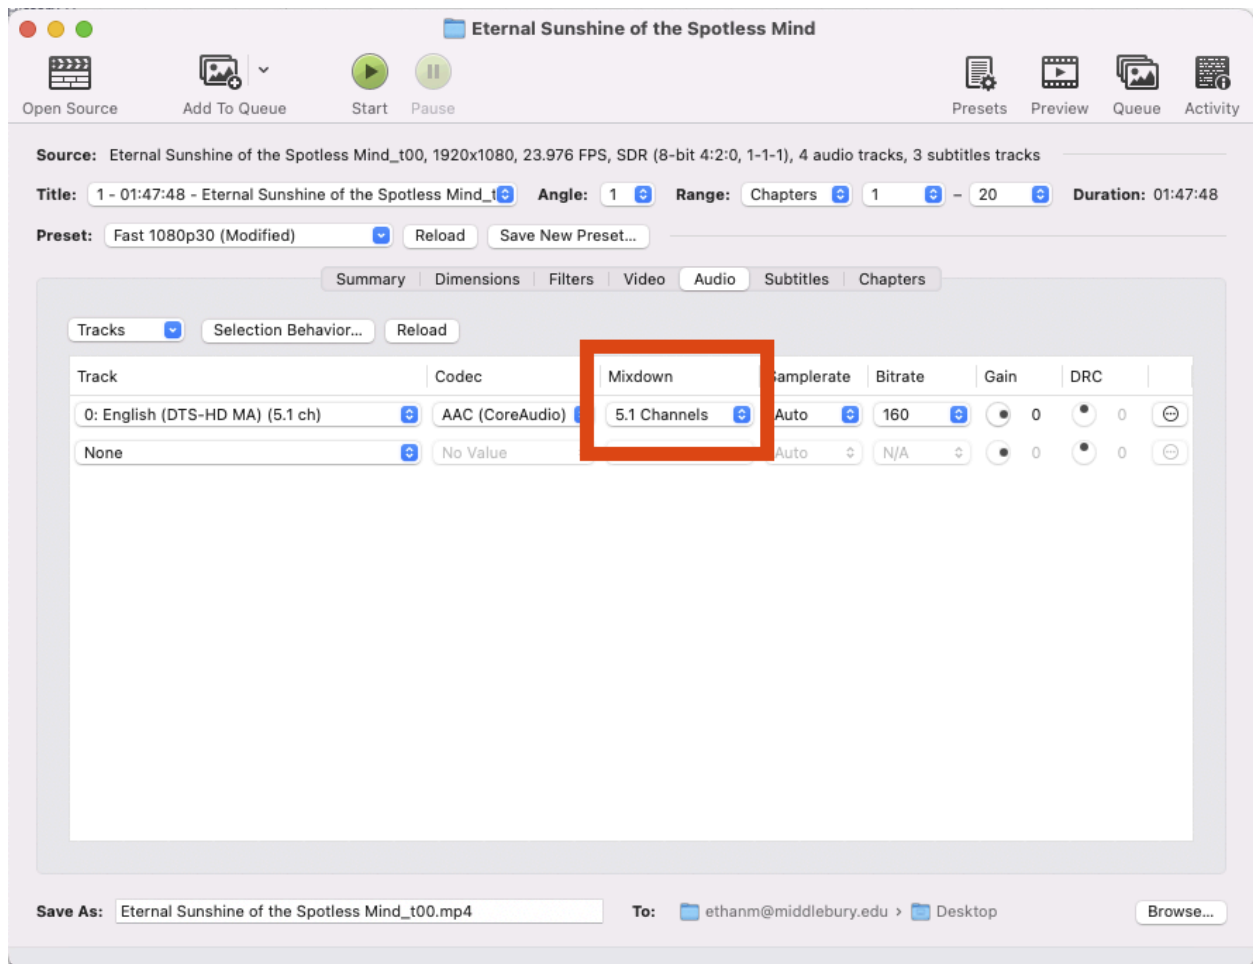 Eternal Sunshine of the Spotless Mind
Open Source Add To Queue Start Pause Presets Preview Queue Activity
Source: Eternal Sunshine of the Spotless Mind_t00, 1920x1080, 23.976 FPS, SDR (8-bit 4:2:0, 1-1-1), 4 audio tracks, 3 subtitles tracks
Title: 1 - 01:47:48 - Eternal Sunshine of the Spotless Mind_t Angle: 1 Range: Chapters 1 – 20 Duration: 01:47:48
Preset: Fast 1080p30 (Modified) Reload Save New Preset...
Summary Dimensions Filters Video Audio Subtitles Chapters
Tracks Selection Behavior... Reload
Track Codec Mixdown Samplerate Bitrate Gain DRC
0: English (DTS-HD MA) (5.1 ch) AAC (CoreAudio) 5.1 Channels Auto 160 0 0
None No Value Auto N/A 0 0
Save As: Eternal Sunshine of the Spotless Mind_t00.mp4 To: ethanm@middlebury.edu › Desktop Browse...